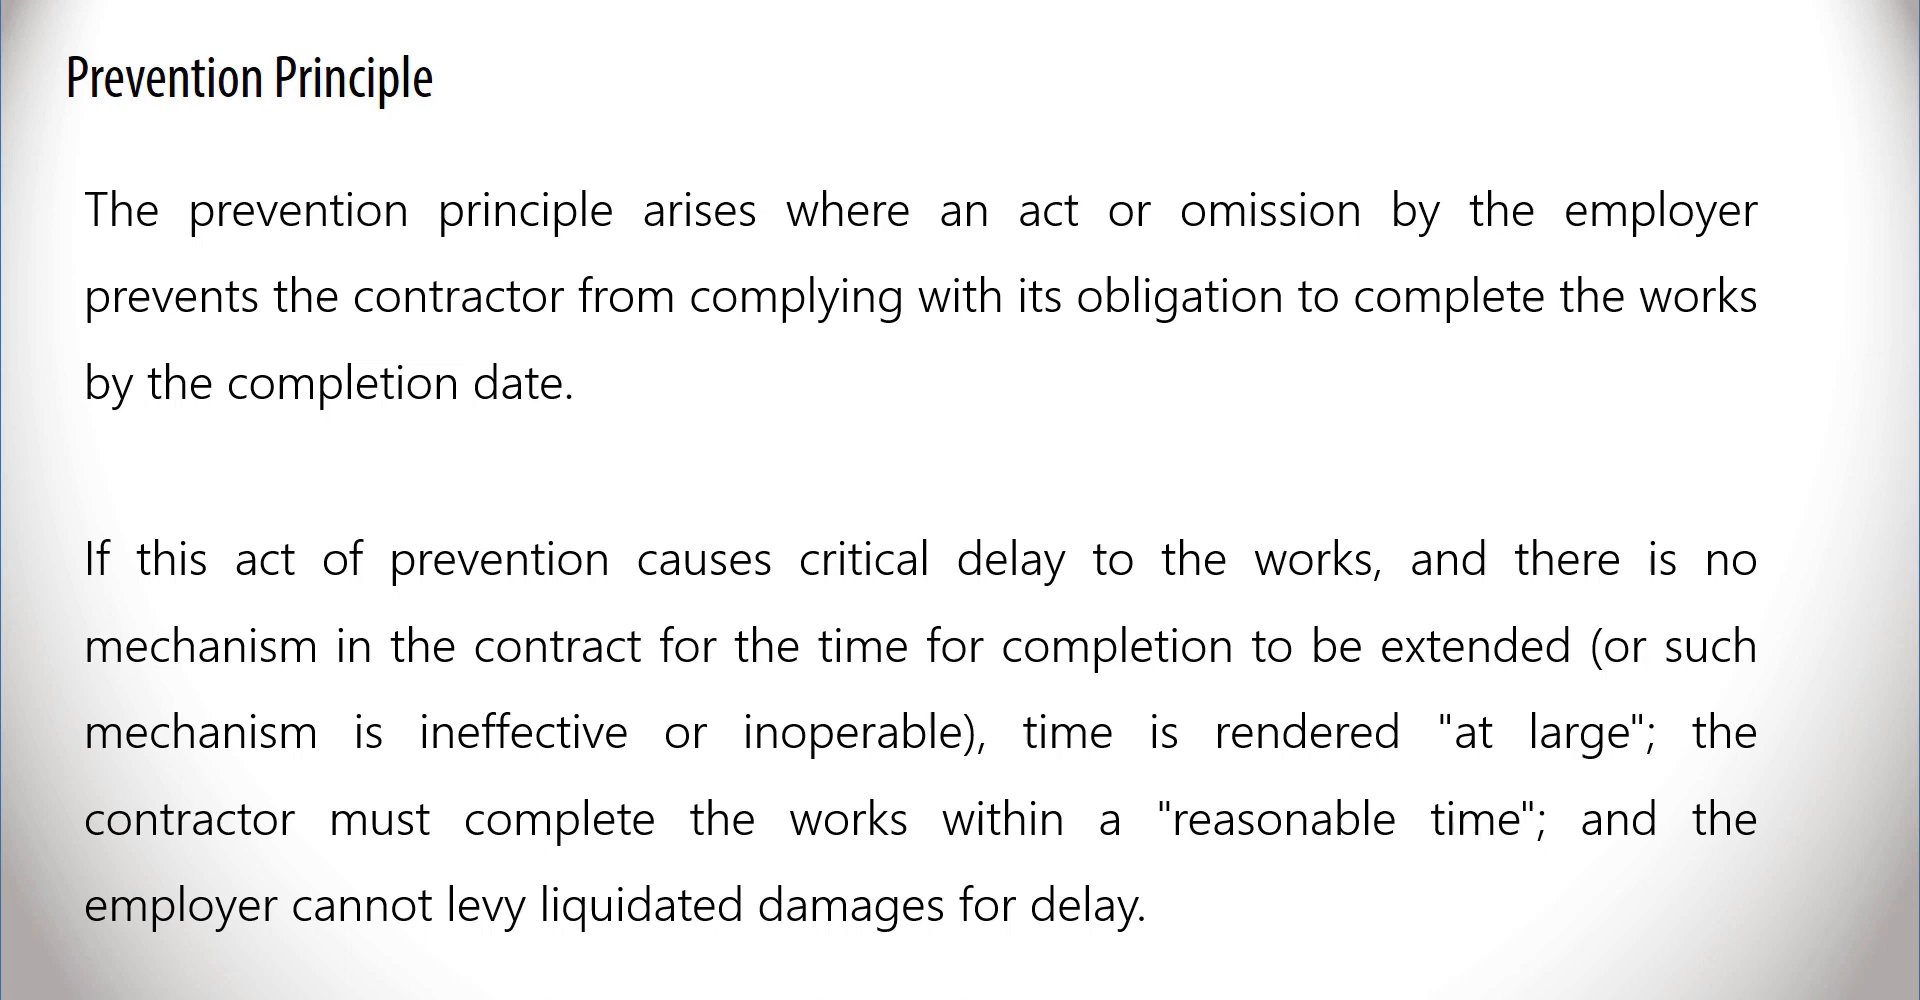 Prevention Principle
The prevention principle arises where an act or omission by the employer
prevents the contractor from complying with its obligation to complete the works
by the completion date.
If this act of prevention causes critical delay to the works, and there is no
mechanism in the contract for the time for completion to be extended (or such
mechanism is ineffective or inoperable), time is rendered "at large"; the
contractor must complete the works within a "reasonable time"; and the
employer cannot levy liquidated damages for delay.